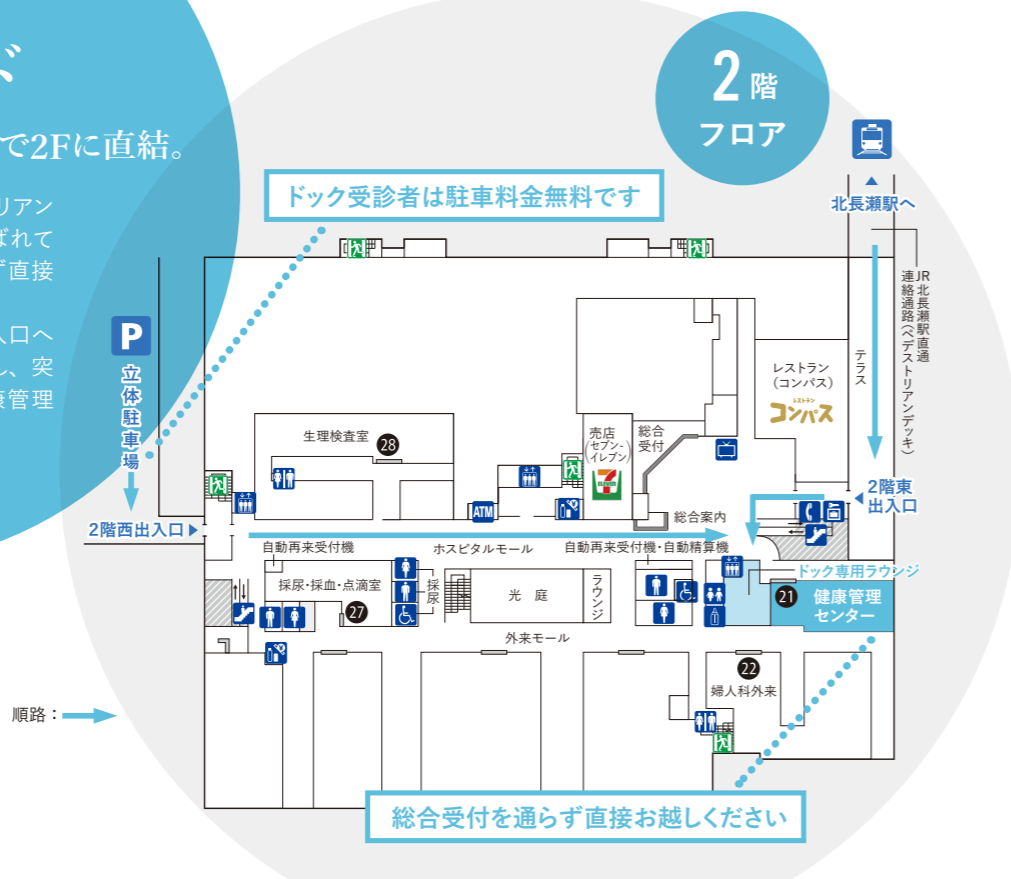 ド
で2Fに直結。
リアン
ばれて
ず直接
入口へ
し、突
康管理
2階
フロア
北長瀬駅へ
ドック受診者は駐車料金無料です
JR北長瀬駅直通
連絡通路(ペデストリアンデッキ)
テラス
P
立体駐車場
レストラン
(コンパス)
レストラン
コンパス
生理検査室
28
売店
(セブン-
イレブン)
7
ELEVEN
総合
受付
ATM
2階東
出入口
2階西出入口
総合案内
自動再来受付機
ホスピタルモール
自動再来受付機・自動精算機
ドック専用ラウンジ
採尿・採血・点滴室
27
採尿
光 庭
ラウンジ
21
健康管理
センター
外来モール
22
婦人科外来
順路：
総合受付を通らず直接お越しください